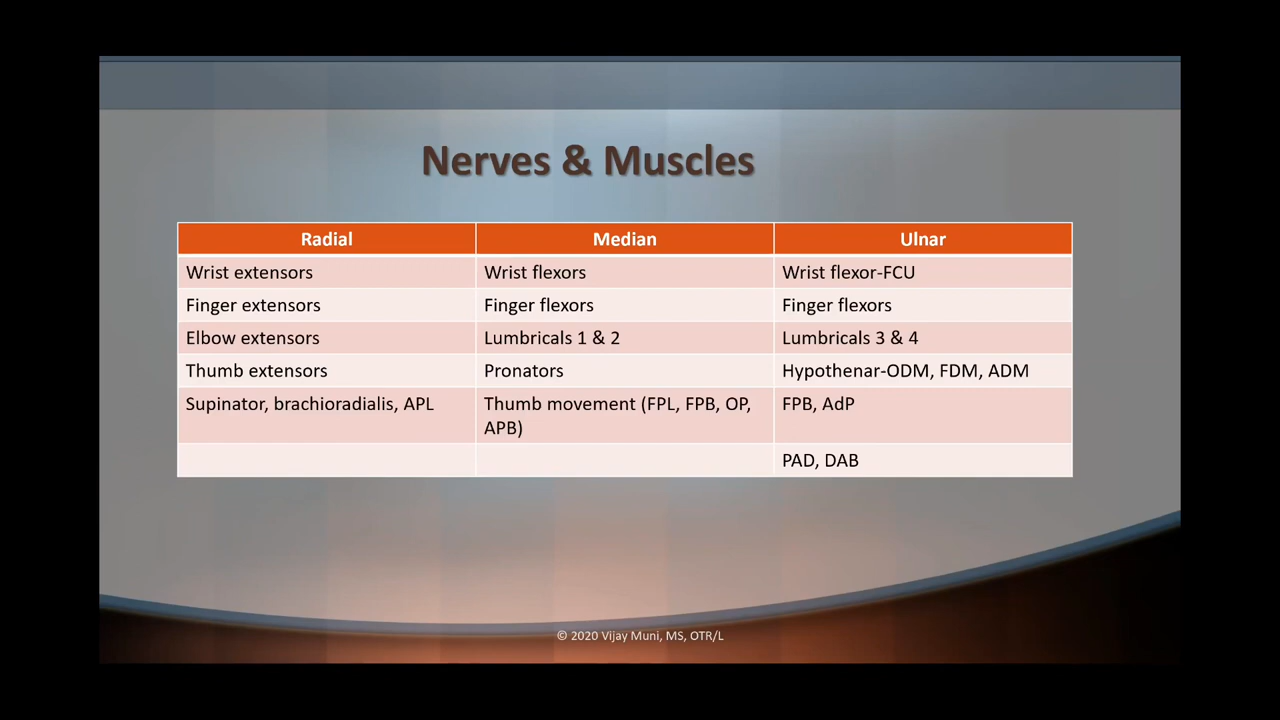 Nerves & Muscles
Radial Median Ulnar
Wrist extensors Wrist flexors Wrist flexor-FCU
Finger extensors Finger flexors Finger flexors
Elbow extensors Lumbricals 1 & 2 Lumbricals 3 & 4
Thumb extensors Pronators Hypothenar-ODM, FDM, ADM
Supinator, brachioradialis, APL Thumb movement (FPL, FPB, OP, FPB, AdP
APB)
PAD, DAB
© 2020 Vijay Muni, MS, OTR/L